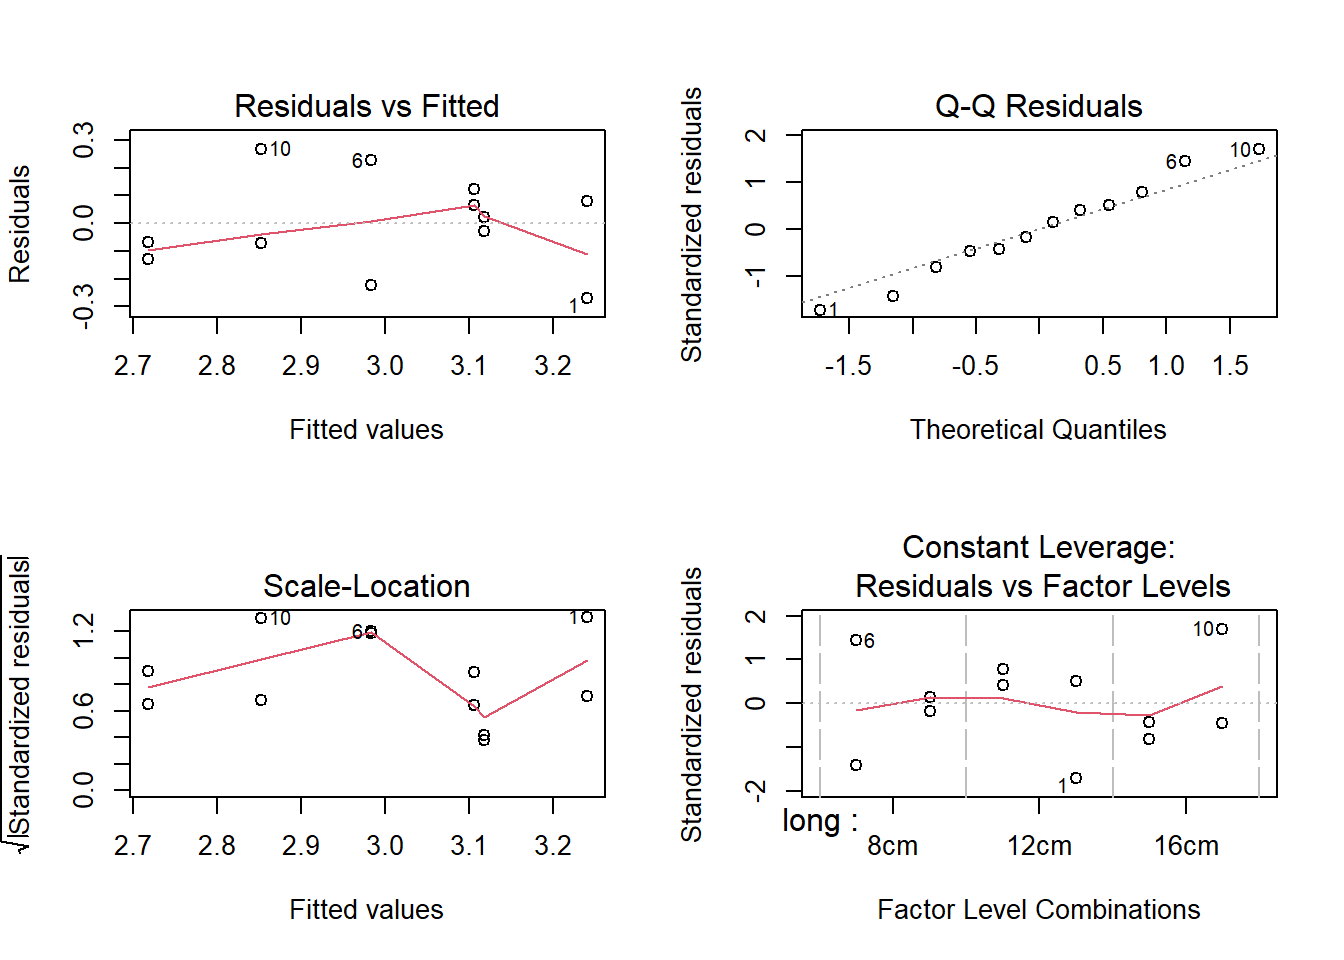 Residuals vs Fitted
Residuals
0.3
0.0
-0.3
10
6
1
2.7 2.8 2.9 3.0 3.1 3.2
Fitted values
Q-Q Residuals
Standardized residuals
2
1
0
-1
6
10
1
-1.5 -0.5 0.5 1.0 1.5
Theoretical Quantiles
Scale-Location
√|Standardized residuals|
1.2
0.6
0.0
10
6
1
2.7 2.8 2.9 3.0 3.1 3.2
Fitted values
Constant Leverage:
Residuals vs Factor Levels
Standardized residuals
2
1
0
-2
6
10
1
long :
8cm 12cm 16cm
Factor Level Combinations